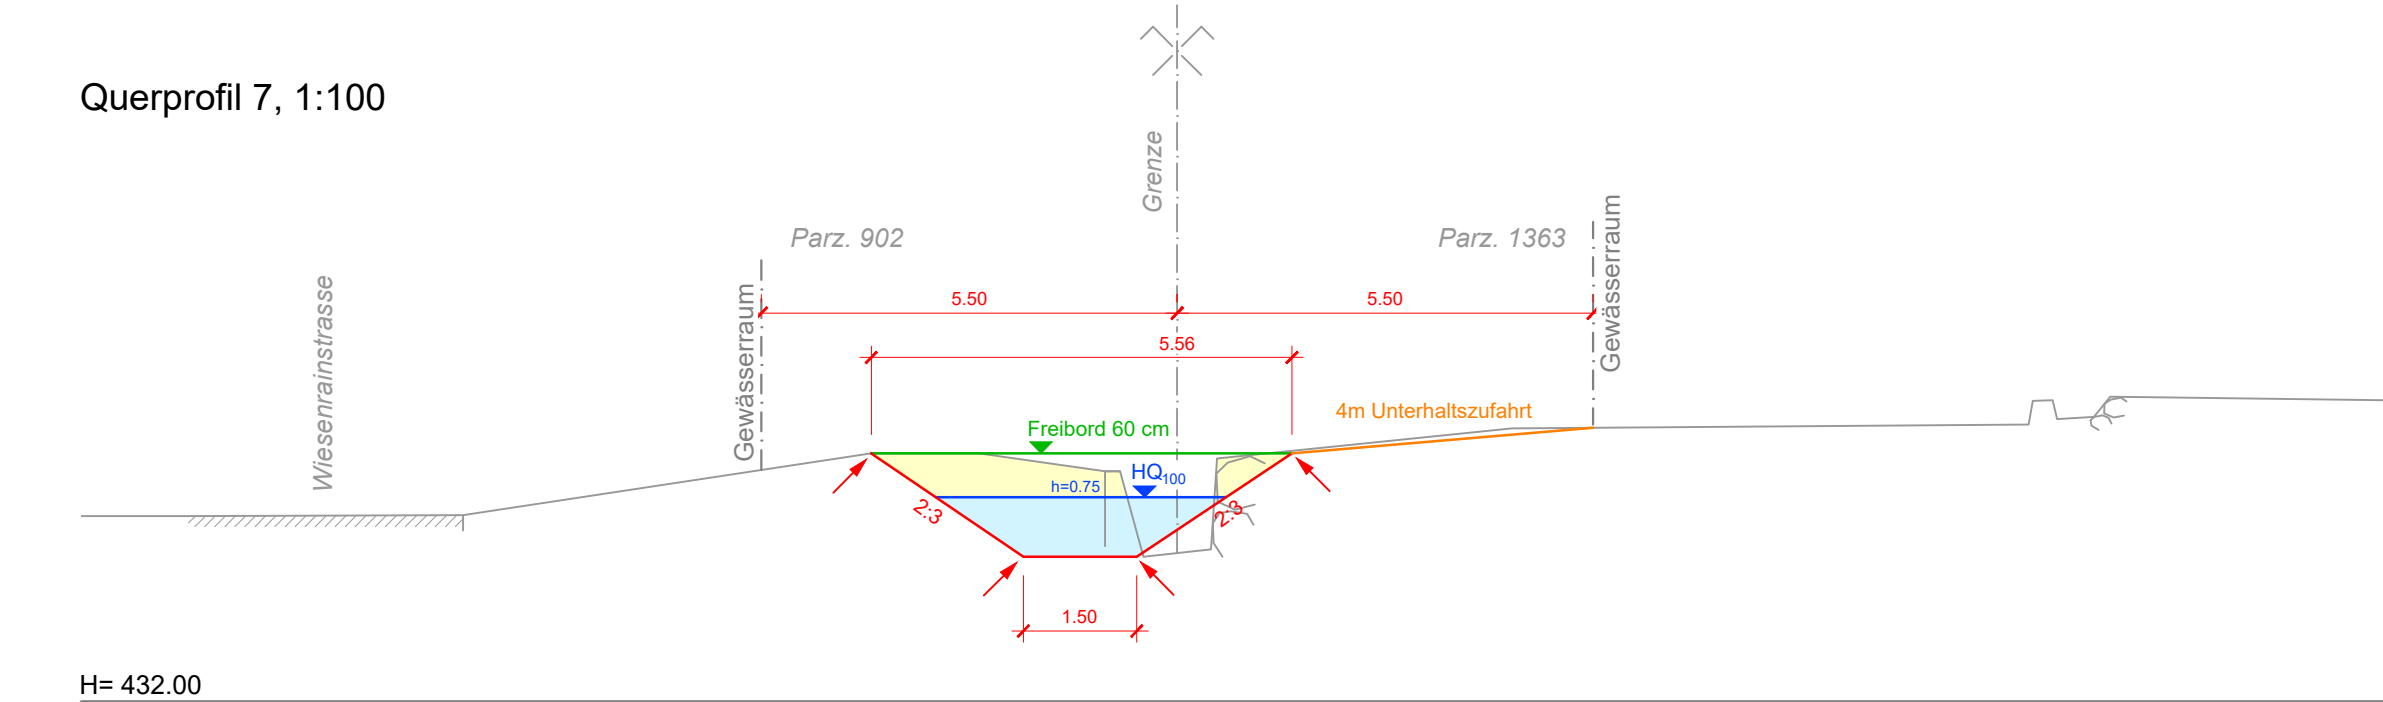 Querprofil 7, 1:100
Grenze
Parz. 902
Parz. 1363
Wiesenrainstrasse
Gewässerraum
Gewässerraum
5.50
5.50
5.56
4m Unterhaltszufahrt
Freibord 60 cm
HQ100
h=0.75
2:3
2:3
1.50
H= 432.00